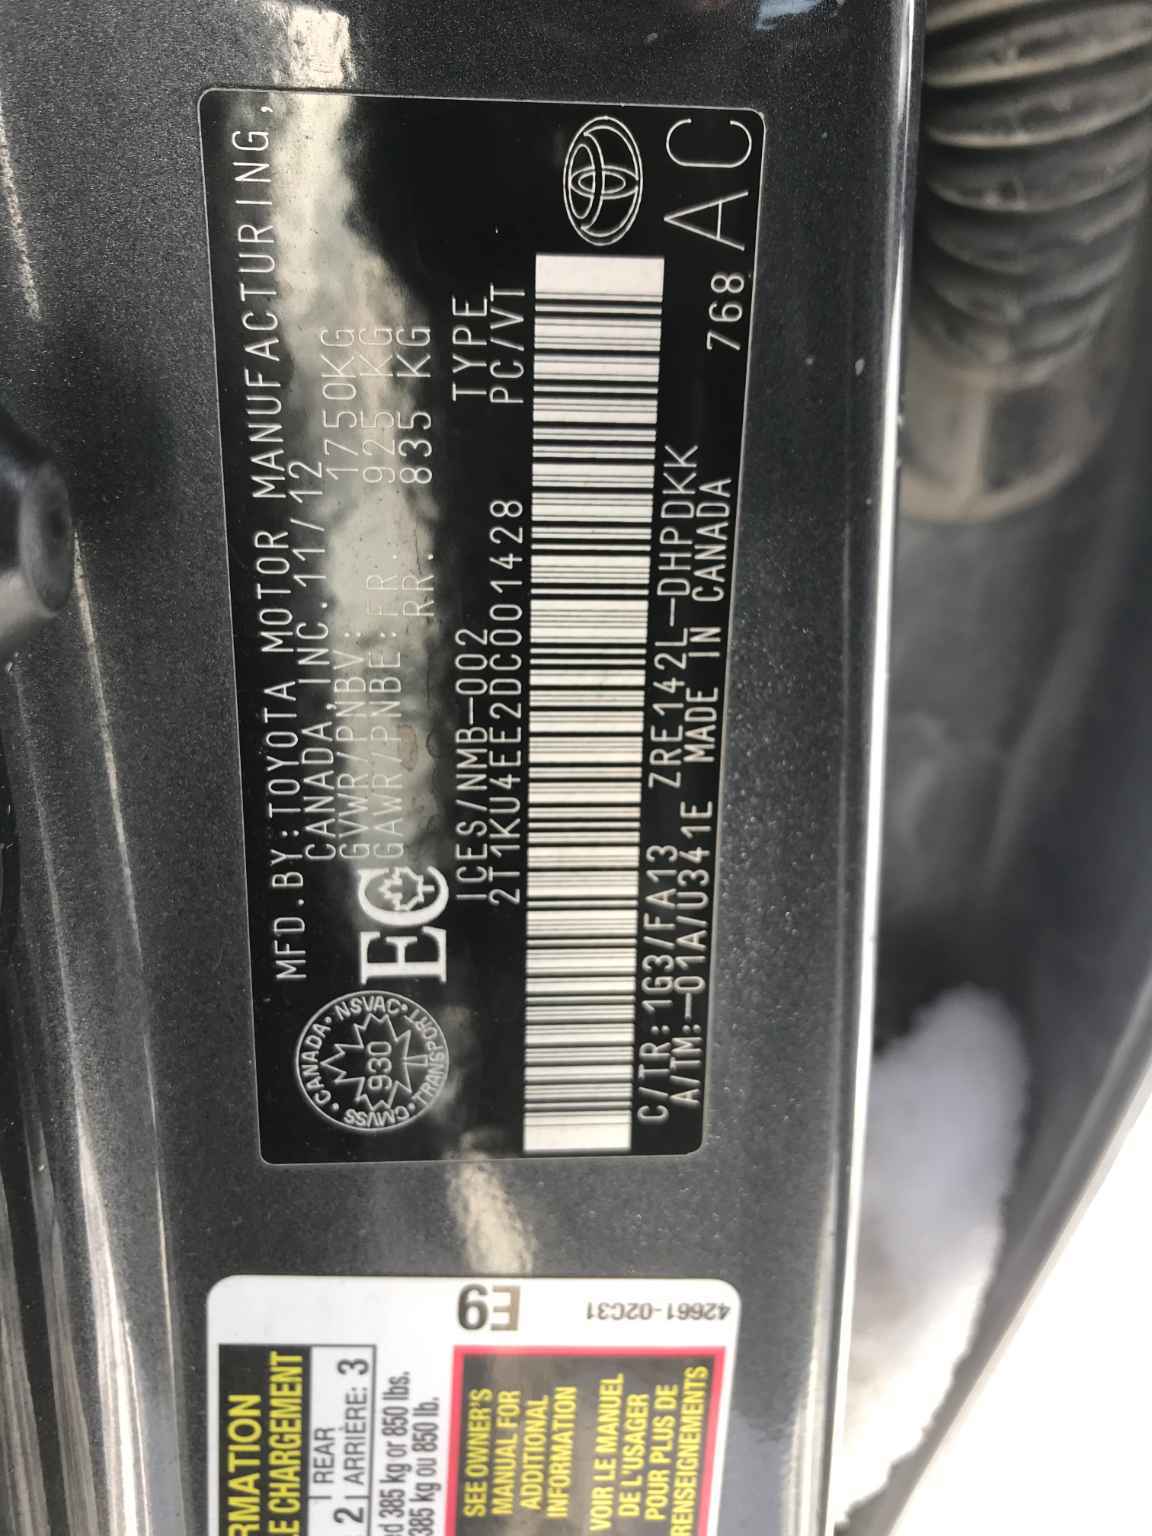 MFD.BY:TOYOTA MOTOR MANUFACTURING,
CANADA, INC. 11/12
GVWR/PNBV: 1750KG
GAWR/PNBE:FR. 925 KG
RR. 835 KG
EC
CANADA • NSVAC • TRANSPORT • CMVSS
930
ICES/NMB-002 TYPE
2T1KU4EE2DC001428 PC/VT
C/TR:1G3/FA13 ZRE142L-DHPDKK 768
A/TM:-01A/U341E MADE IN CANADA
AC
E9
42661-02C31
LE CHARGEMENT
REAR
2 ARRIÈRE: 3
385 kg or 850 lbs.
385 kg ou 850 lb.
SEE OWNER'S
MANUAL FOR
ADDITIONAL
INFORMATION
VOIR LE MANUEL
DE L'USAGER
POUR PLUS DE
RENSEIGNEMENTS